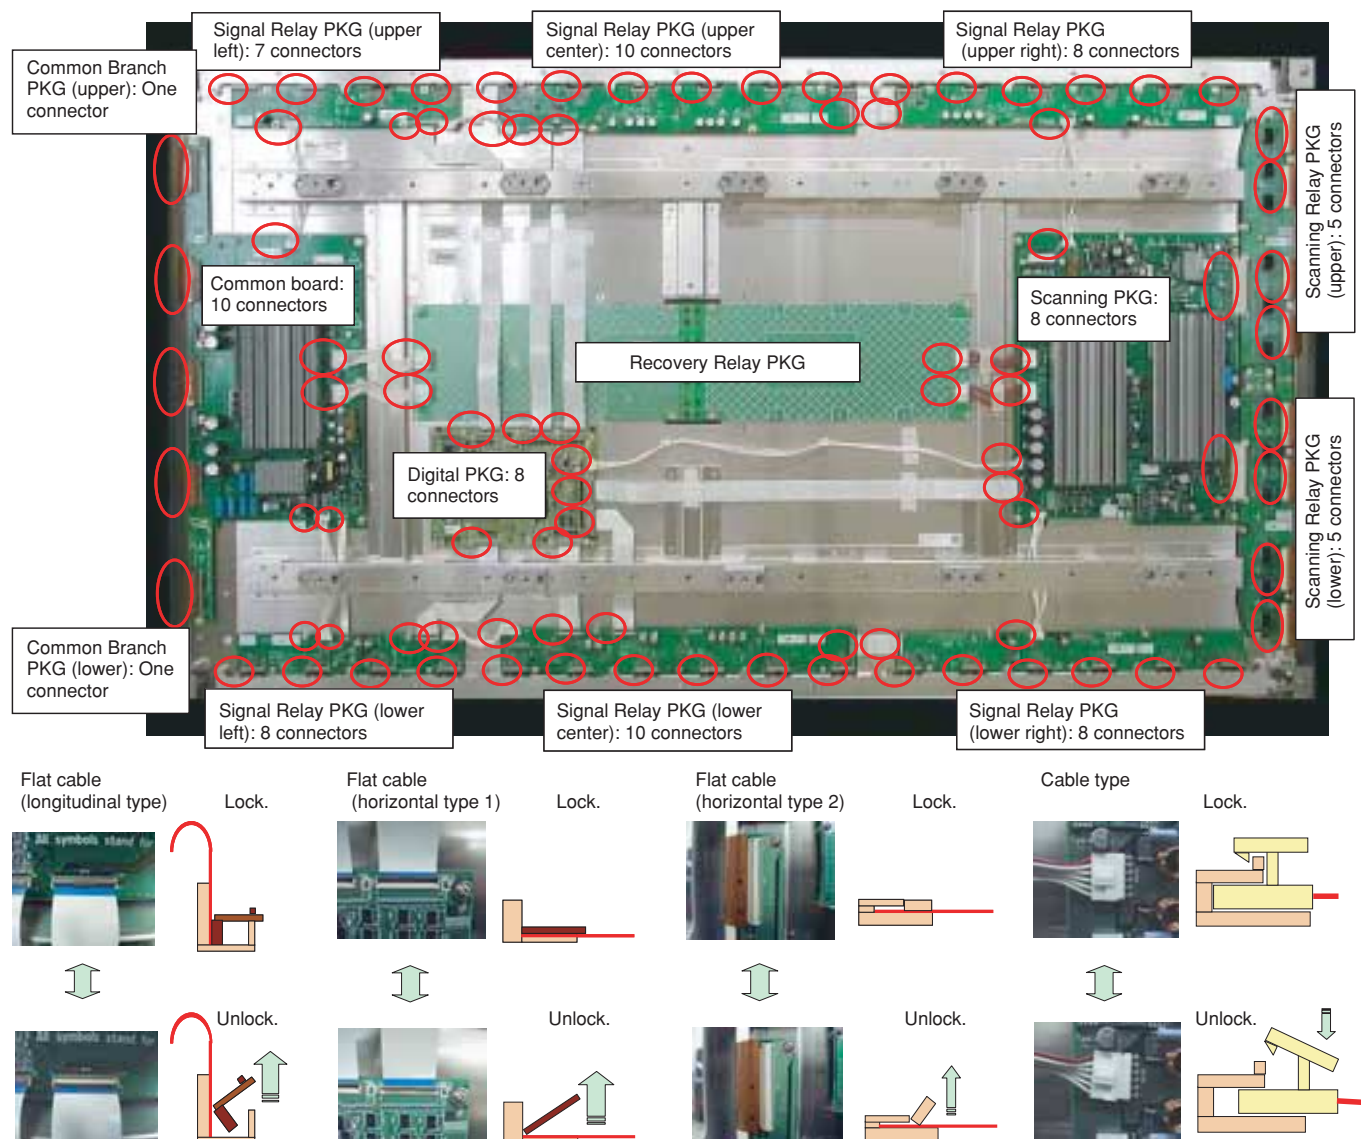 Signal Relay PKG (upper
left): 7 connectors
Signal Relay PKG (upper
center): 10 connectors
Signal Relay PKG
(upper right): 8 connectors
Common Branch
PKG (upper): One
connector
Scanning Relay PKG
(upper): 5 connectors
Common board:
10 connectors
Scanning PKG:
8 connectors
Recovery Relay PKG
Digital PKG: 8
connectors
Scanning Relay PKG
(lower): 5 connectors
Common Branch
PKG (lower): One
connector
Signal Relay PKG (lower
left): 8 connectors
Signal Relay PKG (lower
center): 10 connectors
Signal Relay PKG
(lower right): 8 connectors
Flat cable
(longitudinal type)
Lock.
Flat cable
(horizontal type 1)
Lock.
Flat cable
(horizontal type 2)
Lock.
Cable type
Lock.
symbols stand for
Unlock.
Unlock.
Unlock.
Unlock.